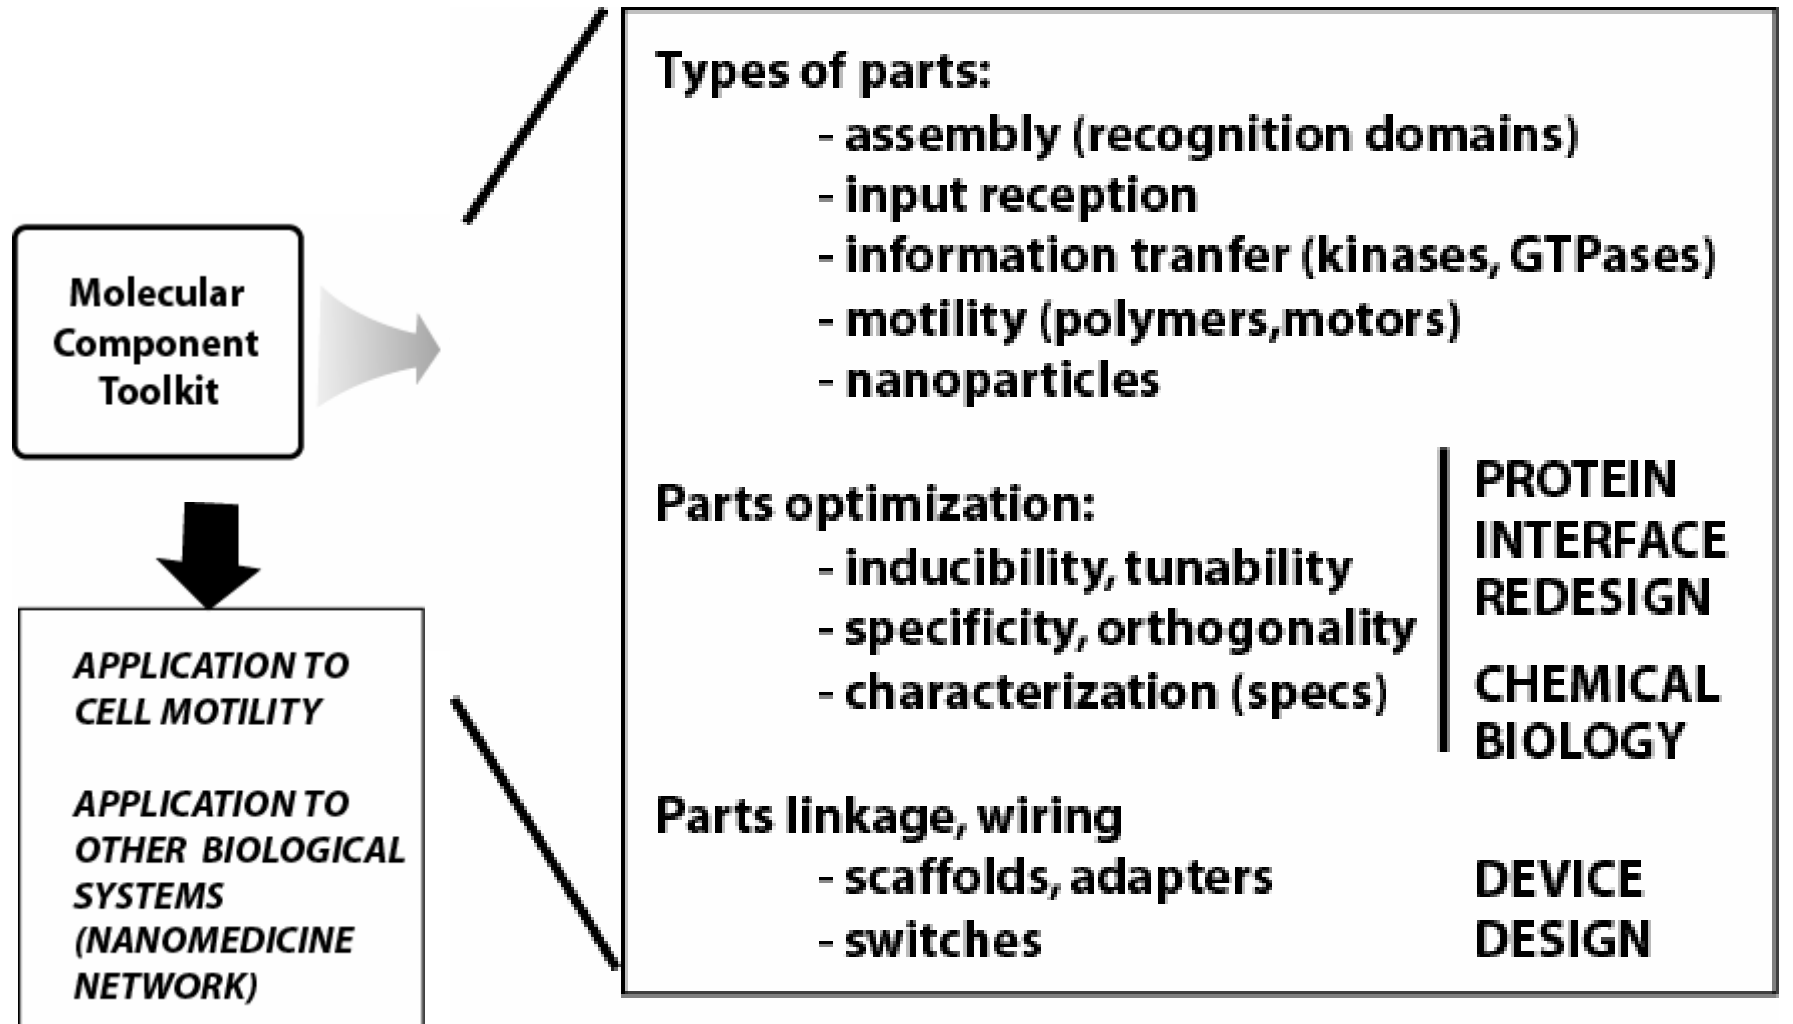 Molecular
Component
Toolkit
APPLICATION TO
CELL MOTILITY
APPLICATION TO
OTHER BIOLOGICAL
SYSTEMS
(NANOMEDICINE
NETWORK)
Types of parts:
- assembly (recognition domains)
- input reception
- information tranfer (kinases, GTPases)
- motility (polymers,motors)
- nanoparticles
Parts optimization:
- inducibility, tunability
- specificity, orthogonality
- characterization (specs)
PROTEIN
INTERFACE
REDESIGN
CHEMICAL
BIOLOGY
Parts linkage, wiring
- scaffolds, adapters
- switches
DEVICE
DESIGN